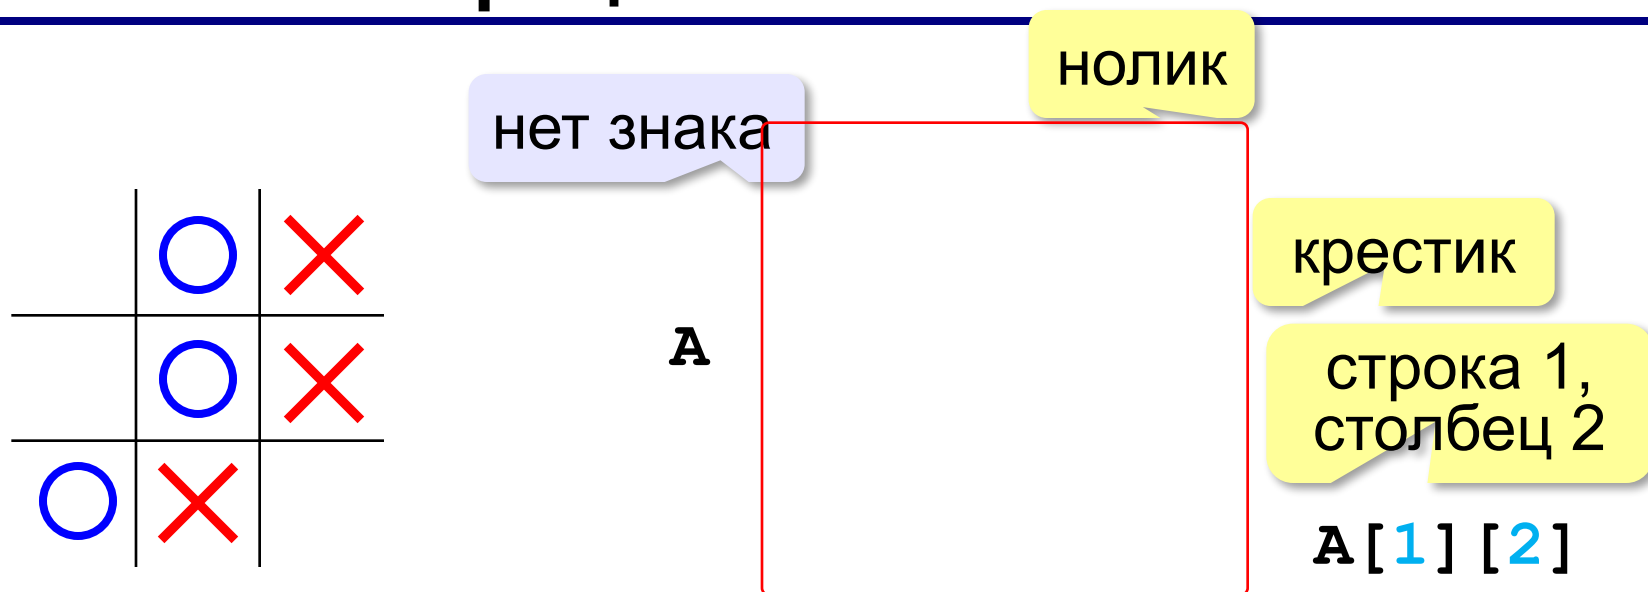 нолик
нет знака
крестик
A
строка 1,
столбец 2
A[1][2]